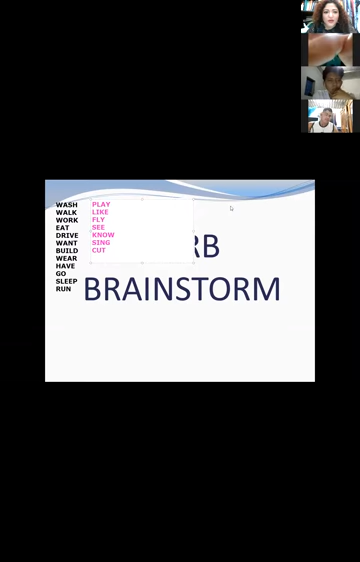 WASH
WALK
WORK
EAT
DRIVE
WANT
BUILD
WEAR
HAVE
GO
SLEEP
RUN
PLAY
LIKE
FLY
SEE
KNOW
SING
CUT
RB
BRAINSTORM